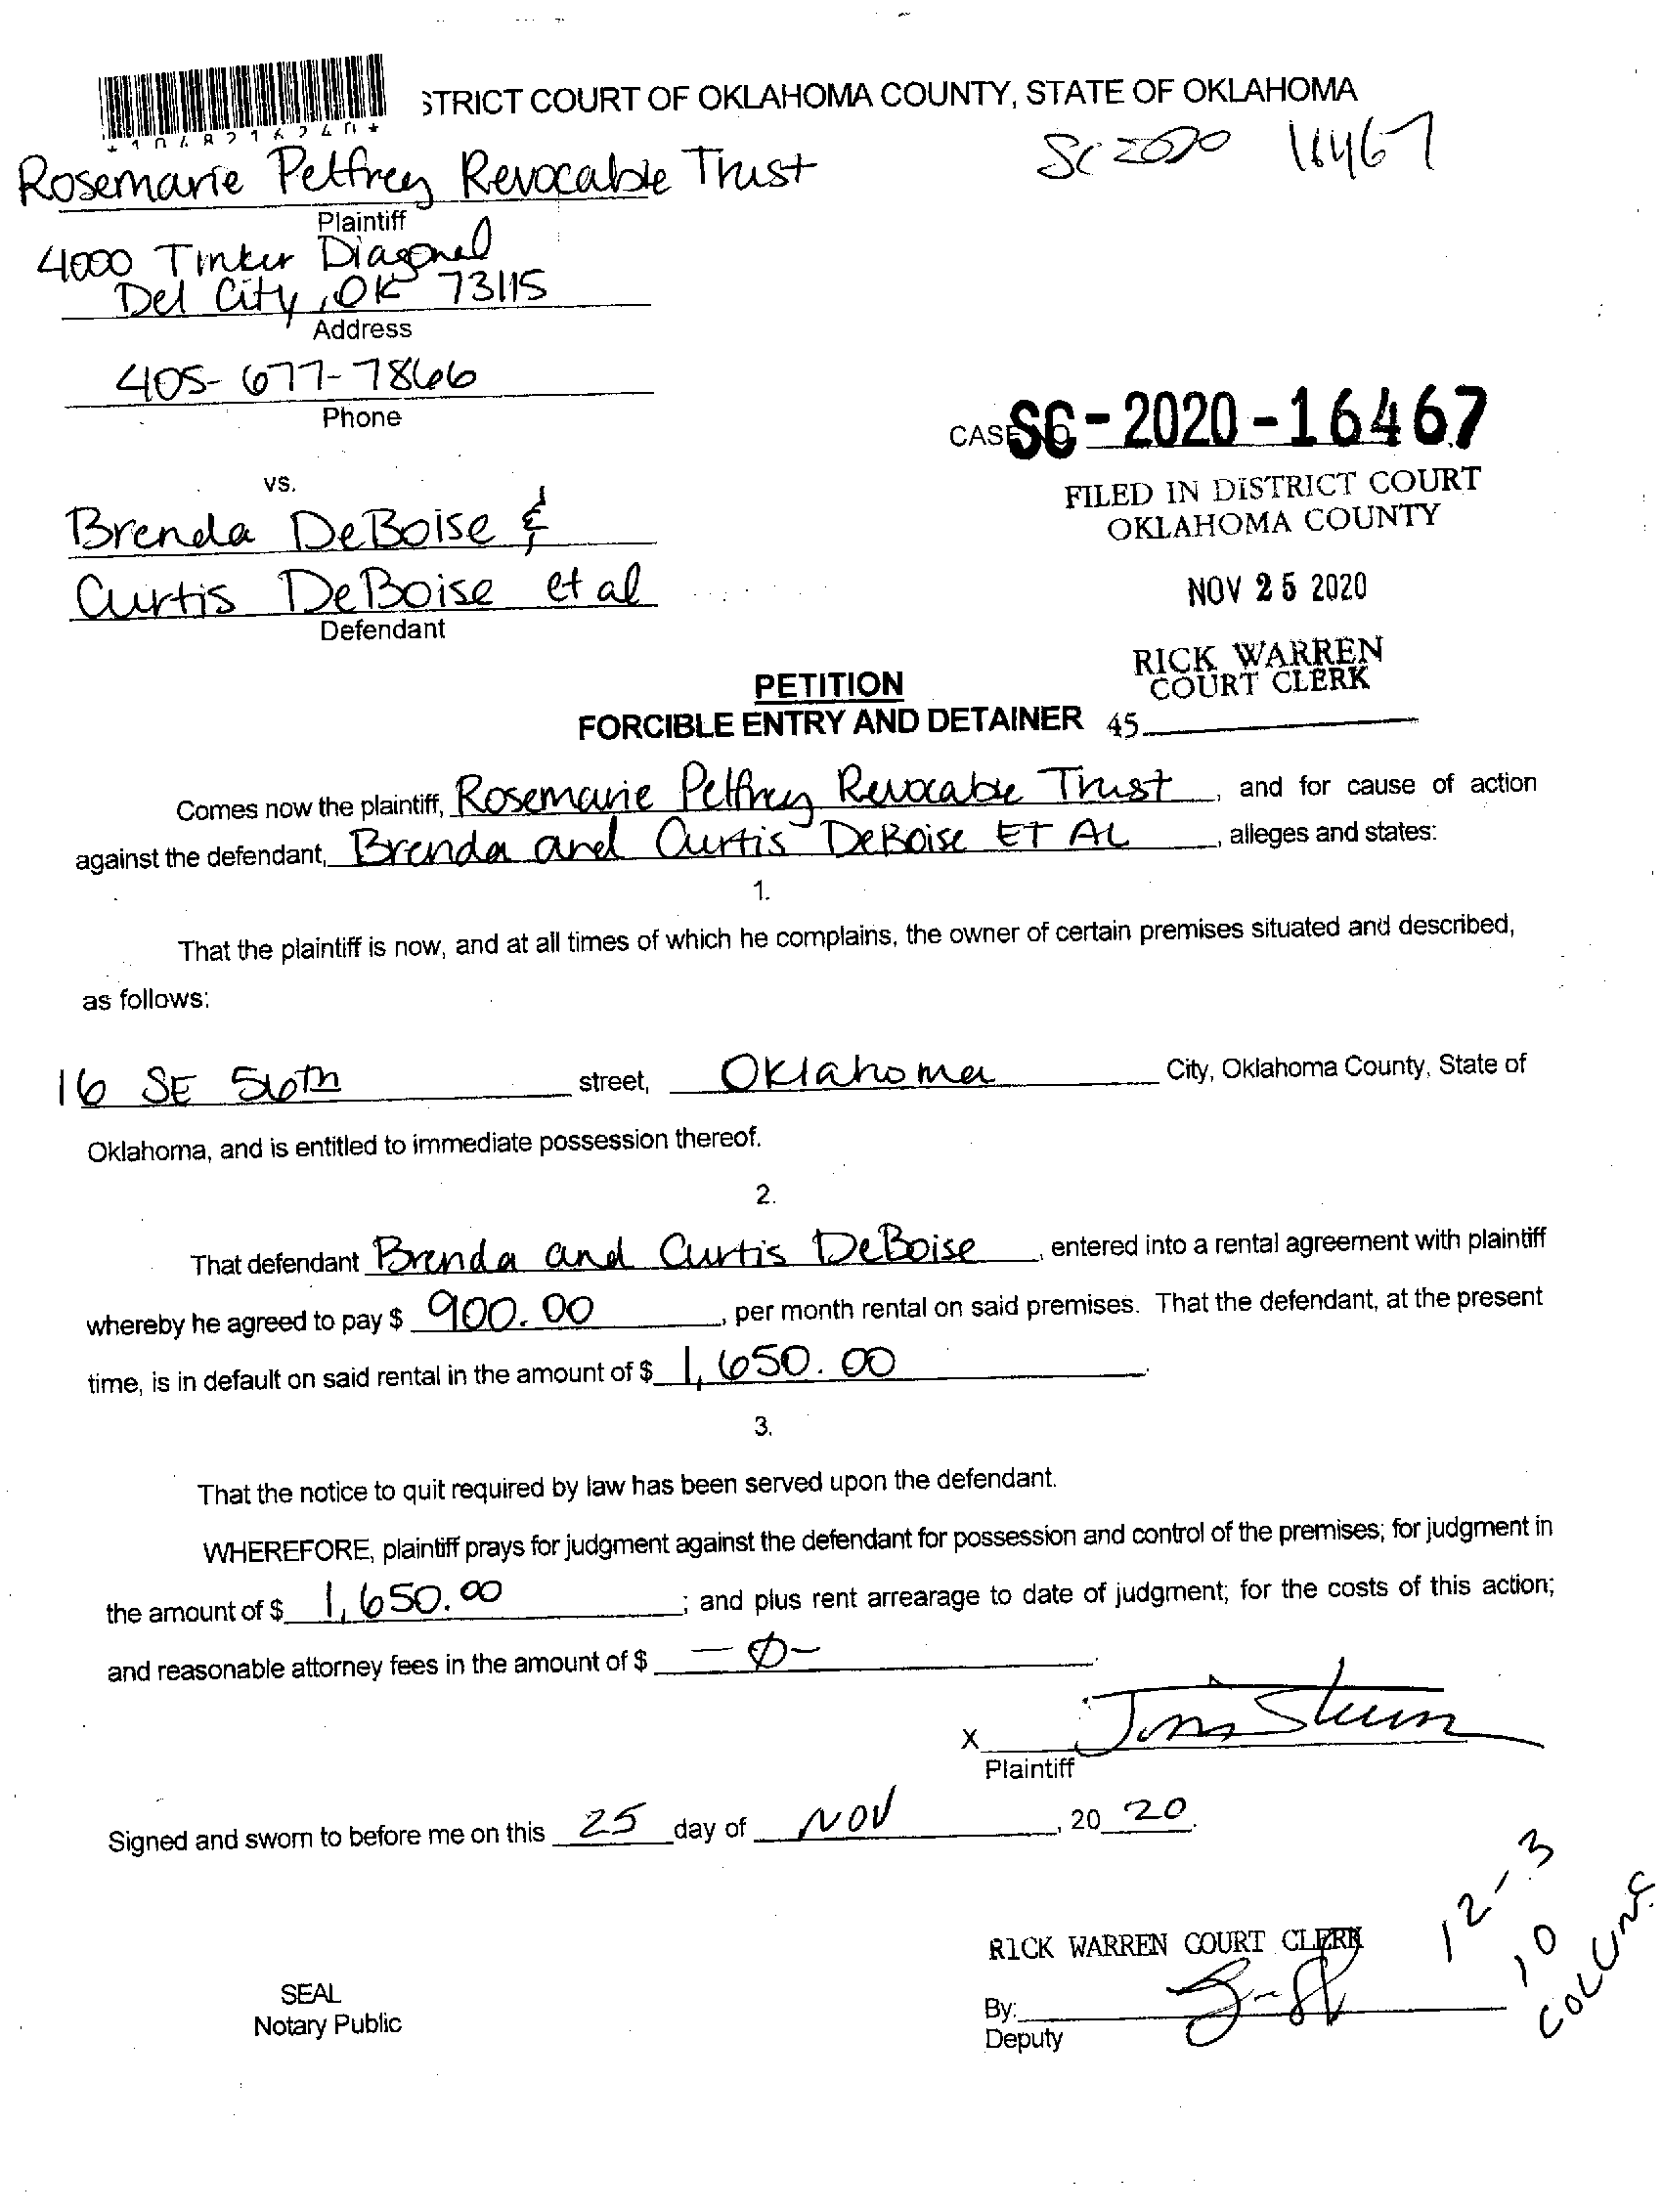 STRICT COURT OF OKLAHOMA COUNTY, STATE OF OKLAHOMA
*1048216240*
SC 2020 16467
Rosemarie Pelfrey Revocable Trust
Plaintiff
4000 Tinker Diagonal
Del City, OK 73115
Address
405-677-7866
Phone
CASE SC-2020-16467
FILED IN DISTRICT COURT
OKLAHOMA COUNTY
vs.
Brenda DeBoise &
Curtis DeBoise et al
Defendant
NOV 25 2020
RICK WARREN
COURT CLERK
PETITION
FORCIBLE ENTRY AND DETAINER
45
Comes now the plaintiff, Rosemarie Pelfrey Revocable Trust, and for cause of action
against the defendant, Brenda and Curtis DeBoise ET AL, alleges and states:
1.
That the plaintiff is now, and at all times of which he complains, the owner of certain premises situated and described,
as follows:
16 SE 56th street, Oklahoma City, Oklahoma County, State of
Oklahoma, and is entitled to immediate possession thereof.
2.
That defendant Brenda and Curtis DeBoise, entered into a rental agreement with plaintiff
whereby he agreed to pay $ 900.00, per month rental on said premises. That the defendant, at the present
time, is in default on said rental in the amount of $ 1,650.00.
3.
That the notice to quit required by law has been served upon the defendant.
WHEREFORE, plaintiff prays for judgment against the defendant for possession and control of the premises; for judgment in
the amount of $ 1,650.00; and plus rent arrearage to date of judgment; for the costs of this action;
and reasonable attorney fees in the amount of $ -0-.
X
Plaintiff
Signed and sworn to before me on this 25 day of NOV, 20 20.
12-3
10
RICK WARREN COURT CLERK
SEAL
Notary Public
By:
Deputy